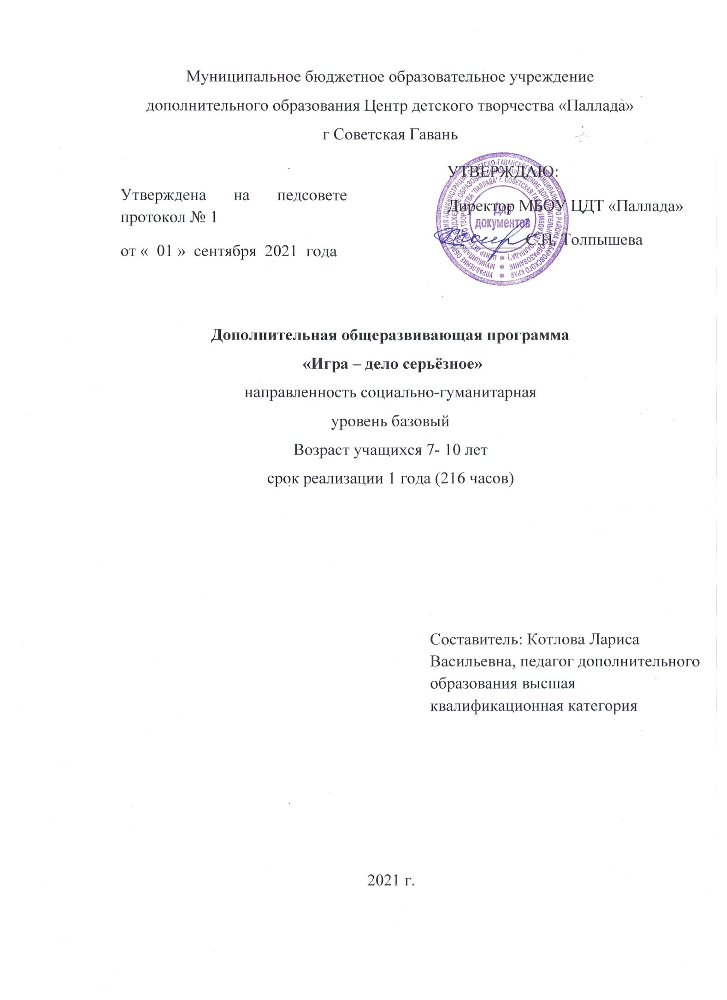 Муниципальное бюджетное образовательное учреждение
дополнительного образования Центр детского творчества «Паллада»
г Советская Гавань
Утверждена на педсовете
протокол № 1
от « 01 » сентября 2021 года
УТВЕРЖДАЮ:
Директор МБОУ ЦДТ «Паллада»
С.П. Толпышева
Для
документов
Дополнительная общеразвивающая программа
«Игра – дело серьёзное»
направленность социально-гуманитарная
уровень базовый
Возраст учащихся 7- 10 лет
срок реализации 1 года (216 часов)
Составитель: Котлова Лариса
Васильевна, педагог дополнительного
образования высшая
квалификационная категория
2021 г.